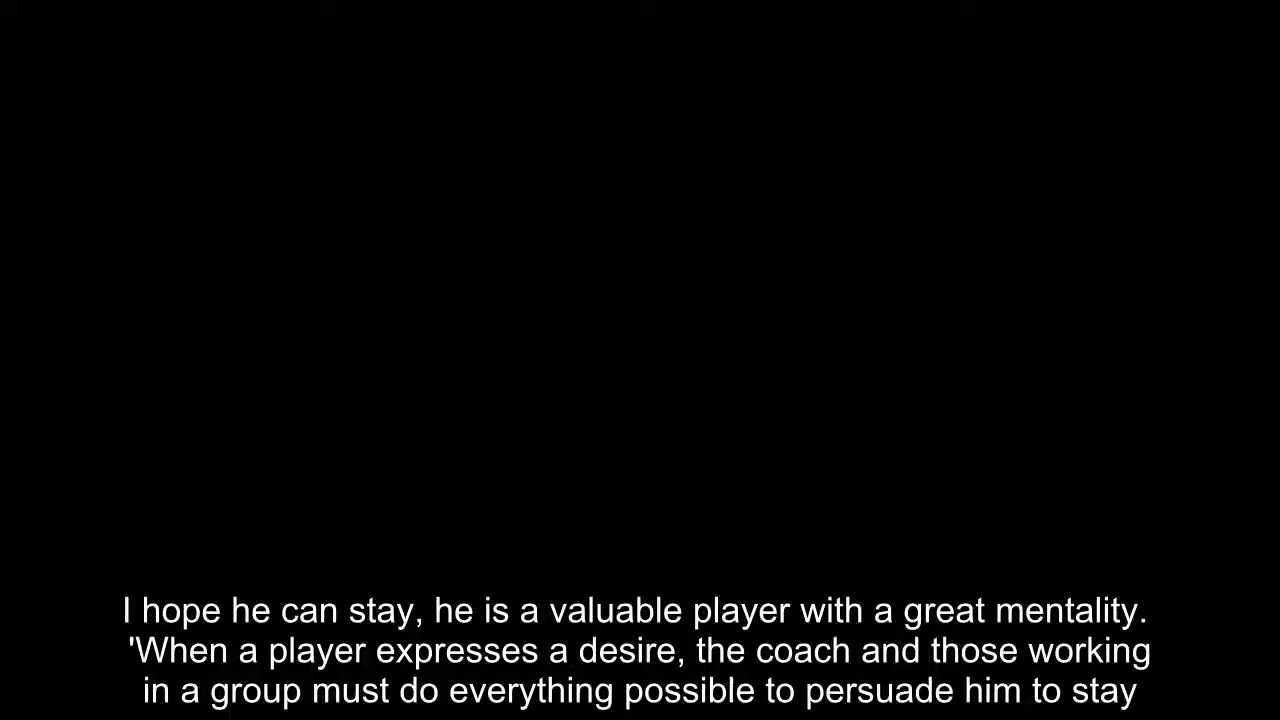 I hope he can stay, he is a valuable player with a great mentality.
'When a player expresses a desire, the coach and those working
in a group must do everything possible to persuade him to stay